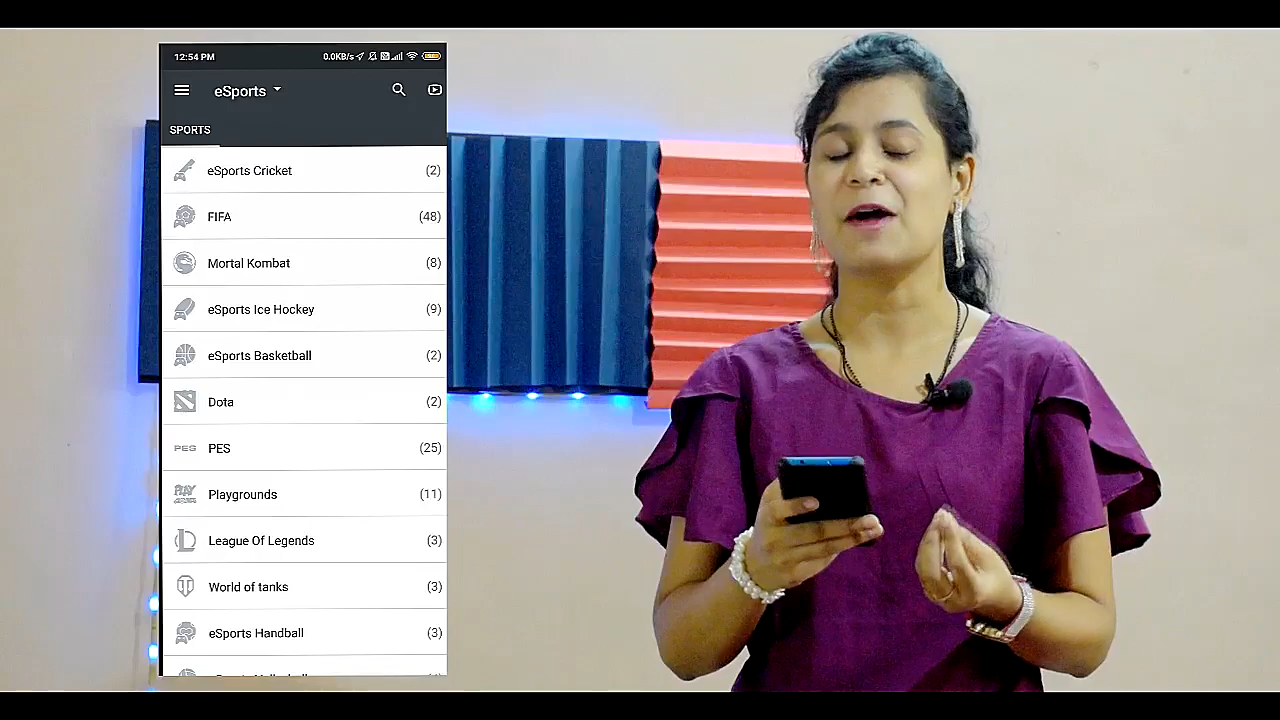 12:54 PM 0.0KB/s
eSports
SPORTS
eSports Cricket (2)
FIFA (48)
Mortal Kombat (8)
eSports Ice Hockey (9)
eSports Basketball (2)
Dota (2)
PES PES (25)
PLAY Playgrounds (11)
League Of Legends (3)
World of tanks (3)
eSports Handball (3)